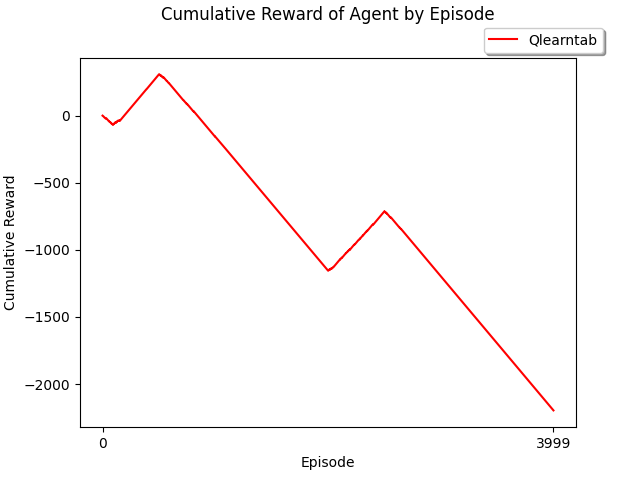 Cumulative Reward of Agent by Episode
Qlearntab
0
−500
−1000
−1500
−2000
Cumulative Reward
0
3999
Episode